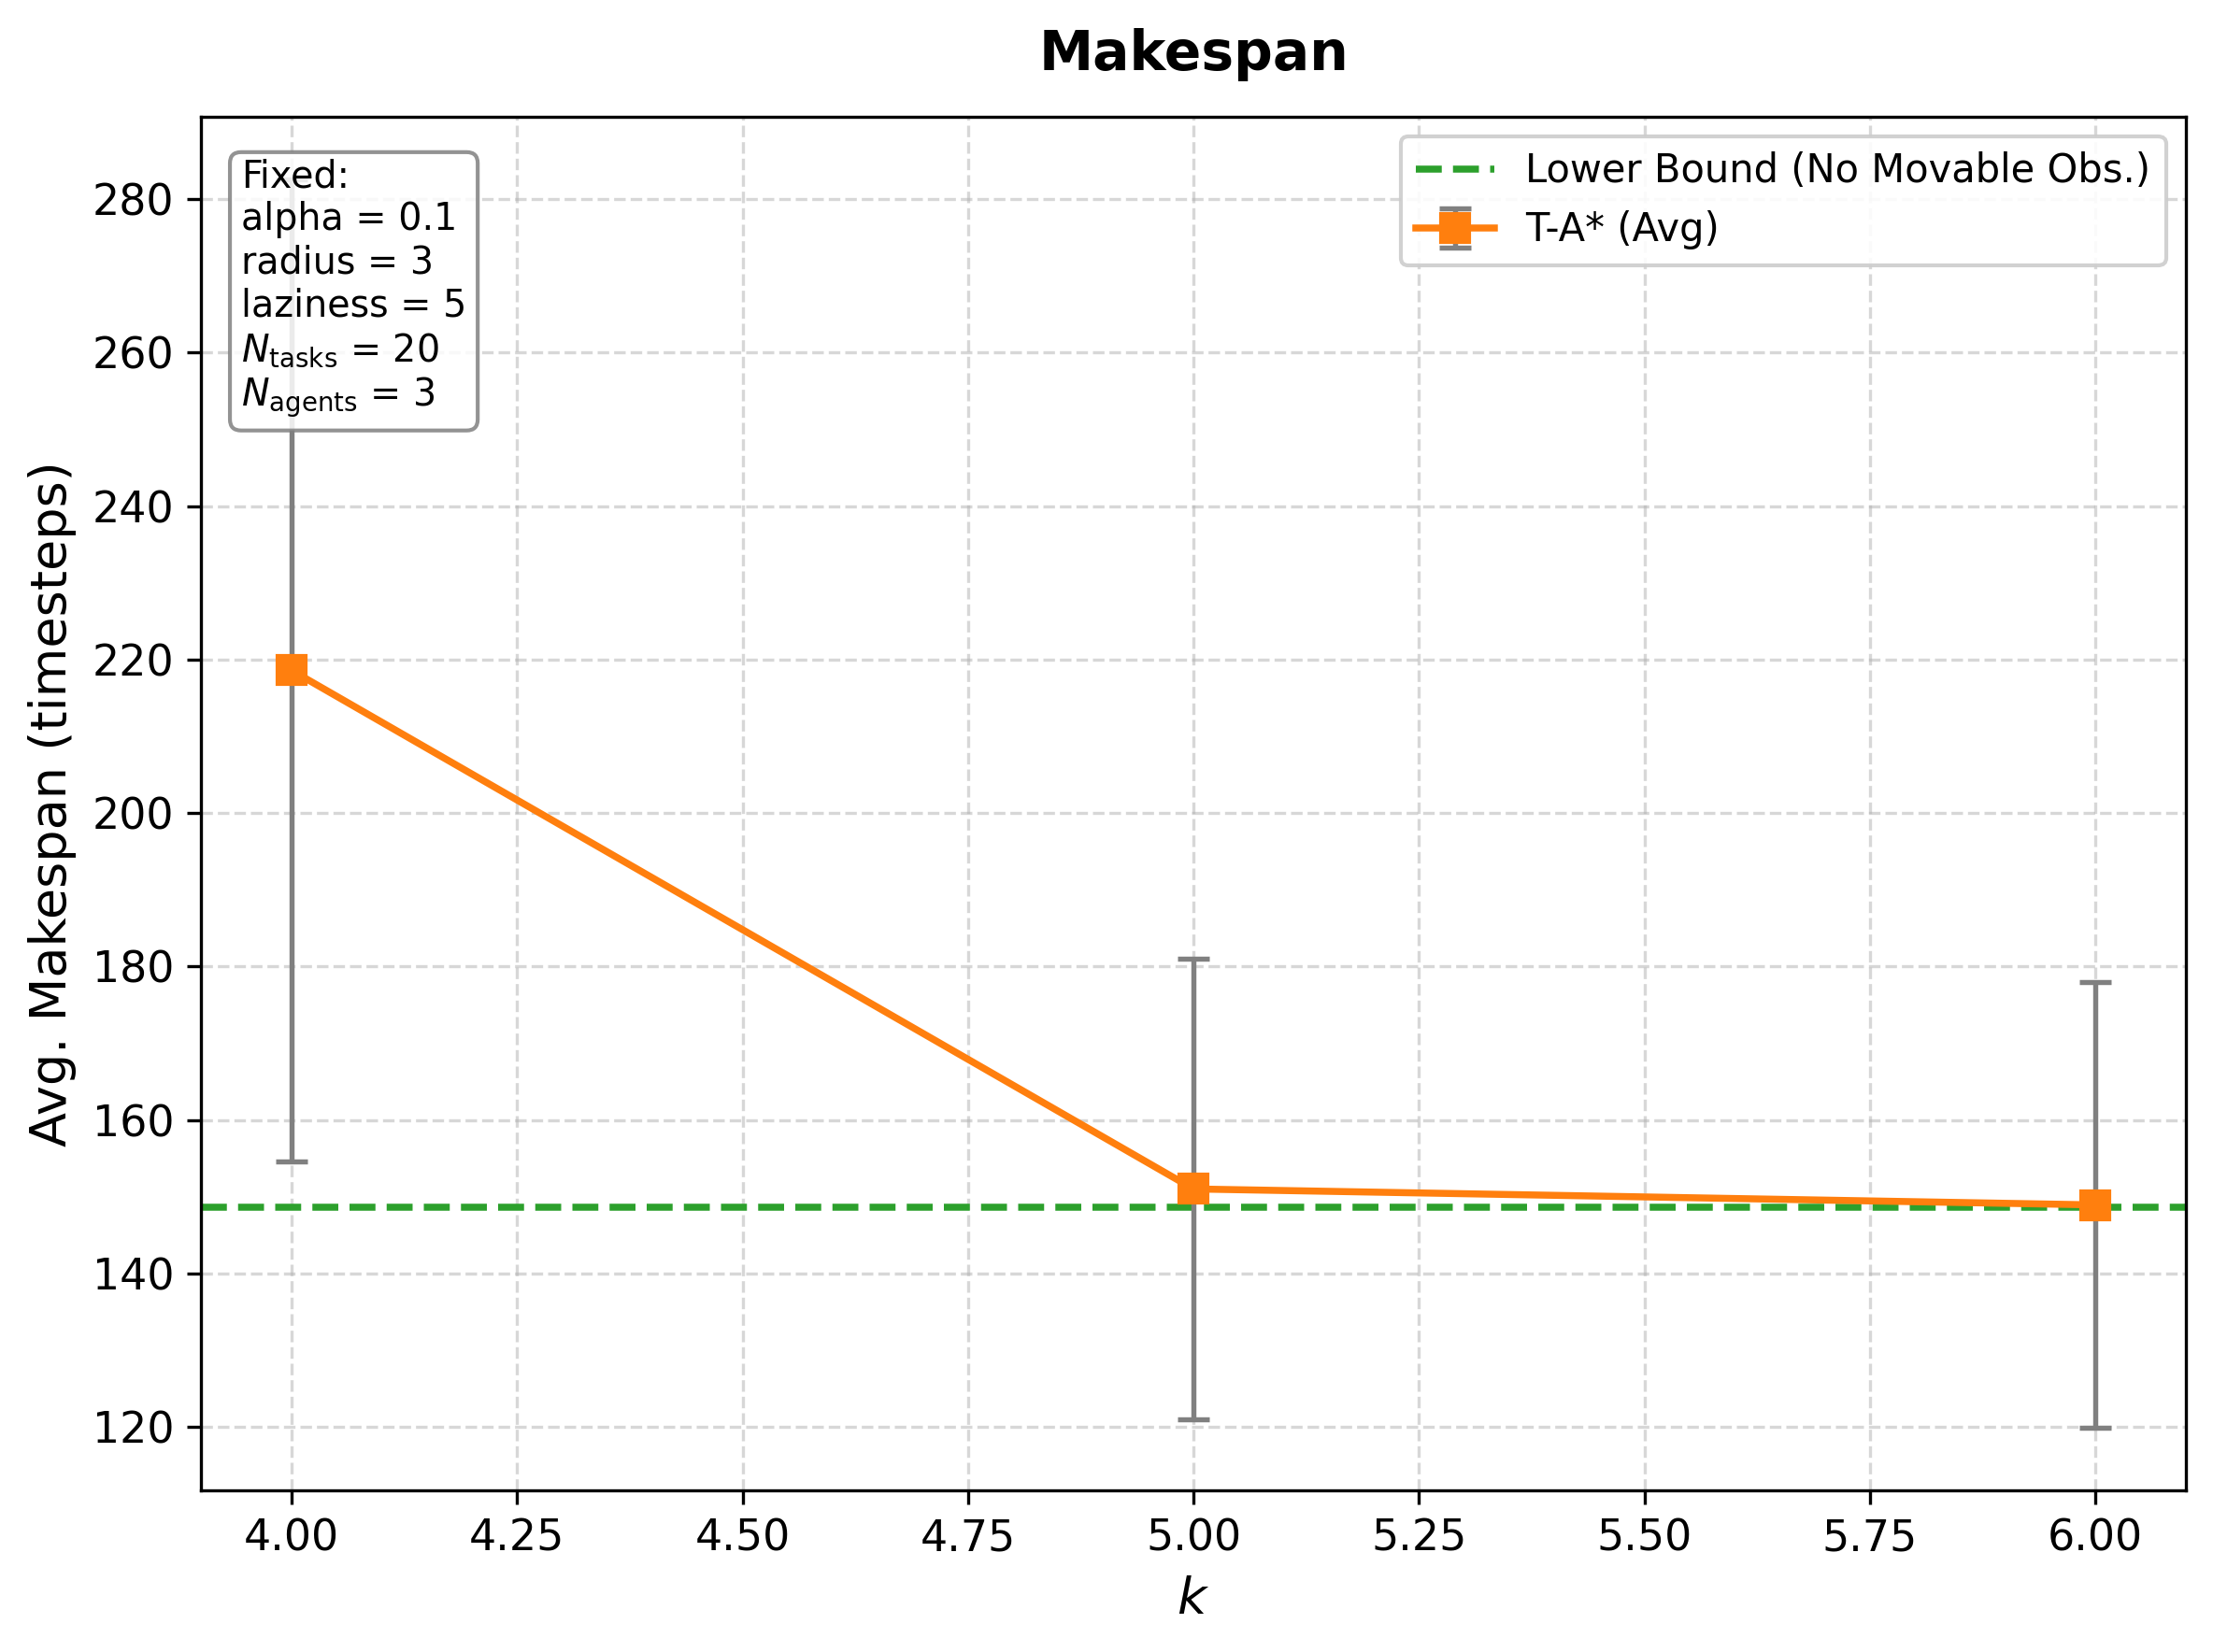 Makespan
Fixed:
alpha = 0.1
radius = 3
laziness = 5
N_tasks = 20
N_agents = 3
Lower Bound (No Movable Obs.)
T-A* (Avg)
Avg. Makespan (timesteps)
280
260
240
220
200
180
160
140
120
4.00 4.25 4.50 4.75 5.00 5.25 5.50 5.75 6.00
k